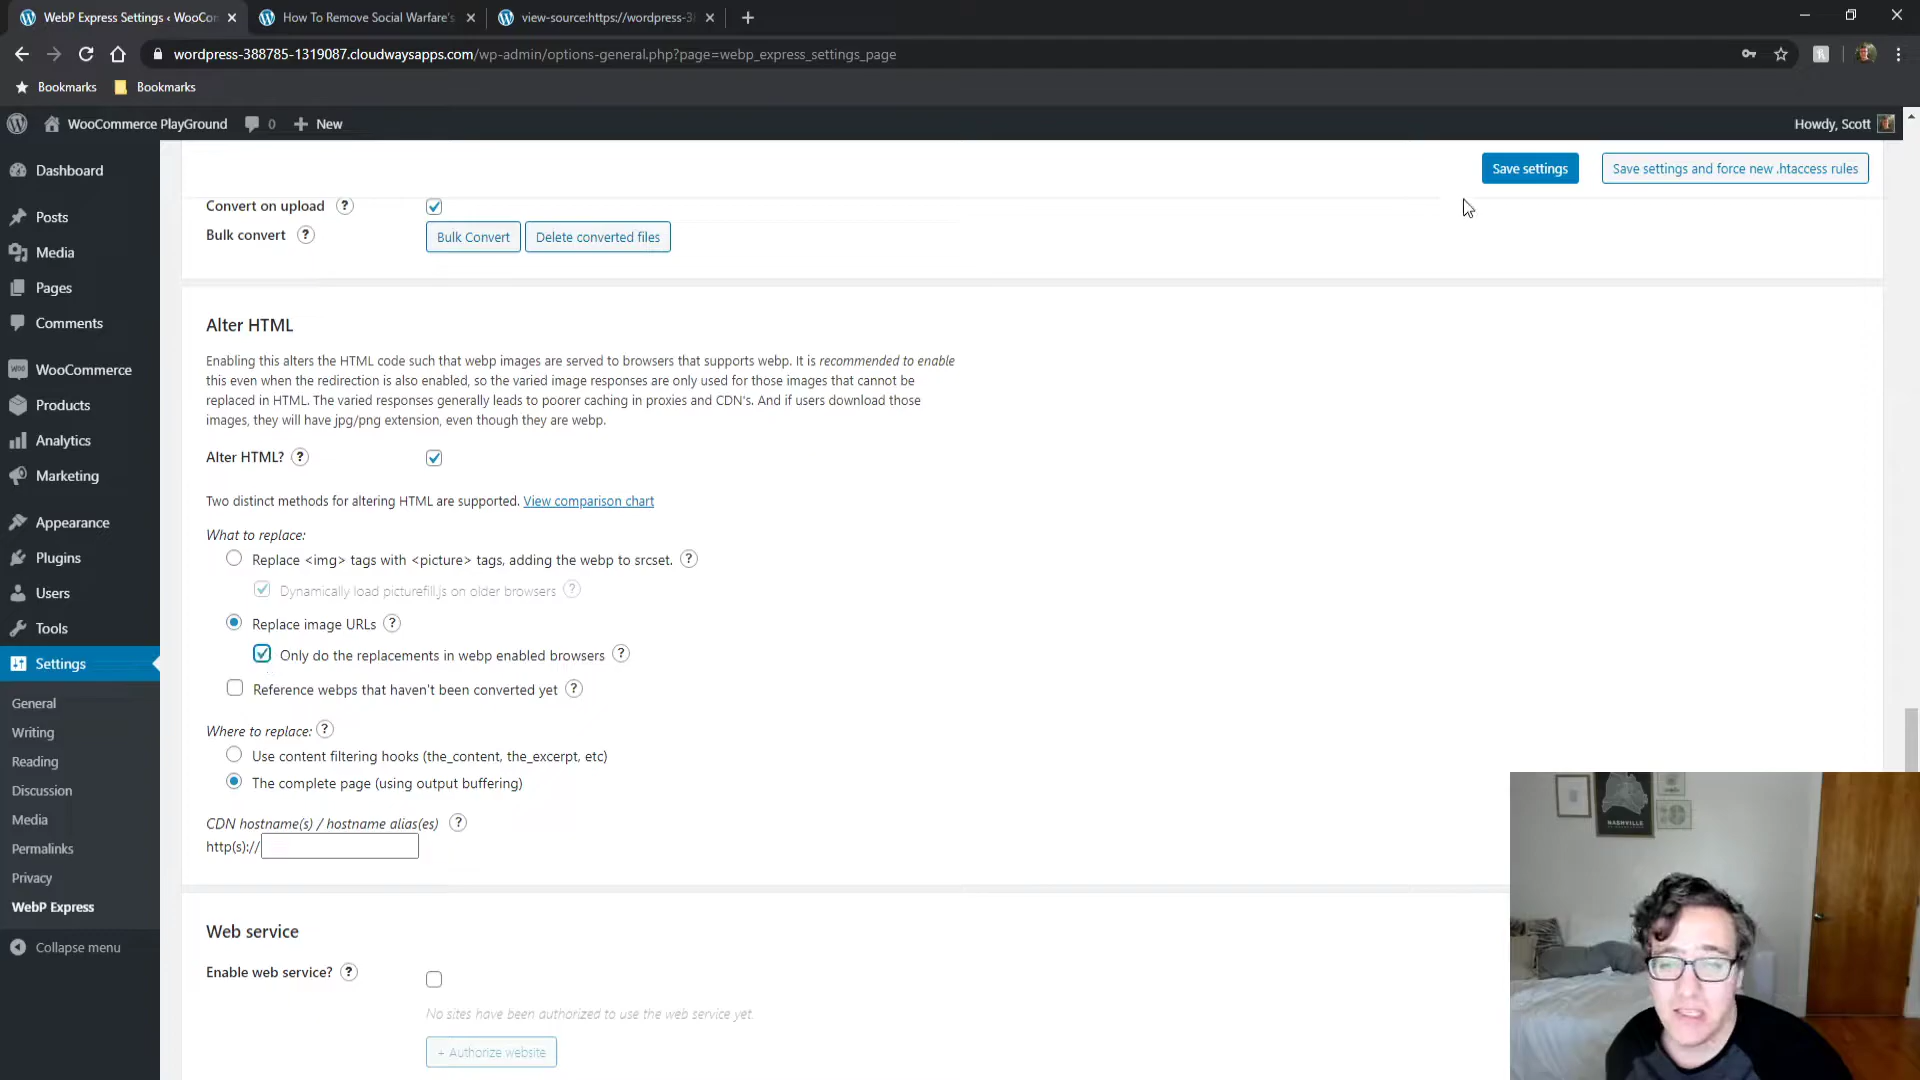 WebP Express Settings ‹ WooCon
How To Remove Social Warfare's
view-source:https://wordpress-38
wordpress-388785-1319087.cloudwaysapps.com/wp-admin/options-general.php?page=webp_express_settings_page
Bookmarks
Bookmarks
WooCommerce PlayGround
0
New
Howdy, Scott
Dashboard
Posts
Media
Pages
Comments
WooCommerce
Products
Analytics
Marketing
Appearance
Plugins
Users
Tools
Settings
General
Writing
Reading
Discussion
Media
Permalinks
Privacy
WebP Express
Collapse menu
Save settings
Save settings and force new .htaccess rules
Convert on upload ?
Bulk convert ?
Bulk Convert
Delete converted files
Alter HTML
Enabling this alters the HTML code such that webp images are served to browsers that supports webp. It is recommended to enable
this even when the redirection is also enabled, so the varied image responses are only used for those images that cannot be
replaced in HTML. The varied responses generally leads to poorer caching in proxies and CDN's. And if users download those
images, they will have jpg/png extension, even though they are webp.
Alter HTML? ?
Two distinct methods for altering HTML are supported. View comparison chart
What to replace:
Replace <img> tags with <picture> tags, adding the webp to srcset. ?
Dynamically load picturefill.js on older browsers ?
Replace image URLs ?
Only do the replacements in webp enabled browsers ?
Reference webps that haven't been converted yet ?
Where to replace: ?
Use content filtering hooks (the_content, the_excerpt, etc)
The complete page (using output buffering)
CDN hostname(s) / hostname alias(es) ?
http(s)://
Web service
Enable web service? ?
No sites have been authorized to use the web service yet.
+ Authorize website
NASHVILLE